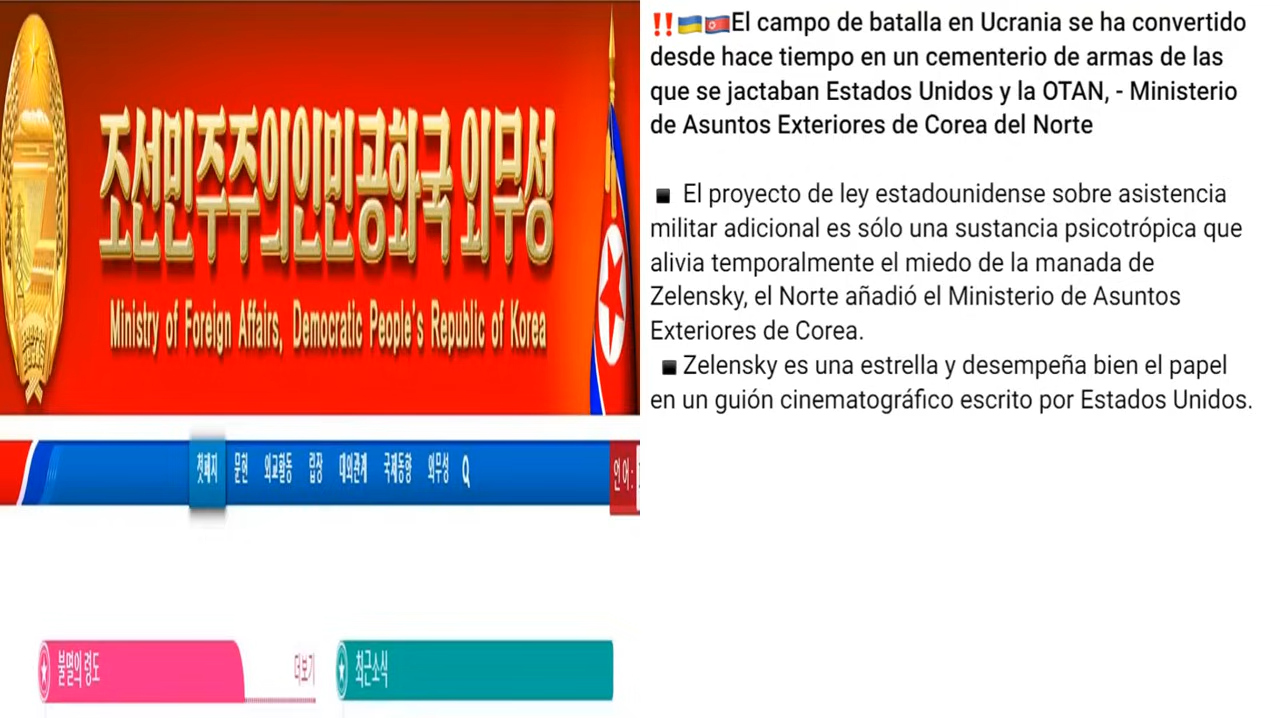 조선민주주의인민공화국 외무성
Ministry of Foreign Affairs, Democratic People's Republic of Korea
첫페지 문헌 외교활동 립장 대외관계 국제동향 외무성
언어 :
불멸의 령도
더보기
최근소식
‼️🇺🇦🇰🇵El campo de batalla en Ucrania se ha convertido
desde hace tiempo en un cementerio de armas de las
que se jactaban Estados Unidos y la OTAN, - Ministerio
de Asuntos Exteriores de Corea del Norte
▪️ El proyecto de ley estadounidense sobre asistencia
militar adicional es sólo una sustancia psicotrópica que
alivia temporalmente el miedo de la manada de
Zelensky, el Norte añadió el Ministerio de Asuntos
Exteriores de Corea.
▪️Zelensky es una estrella y desempeña bien el papel
en un guión cinematográfico escrito por Estados Unidos.